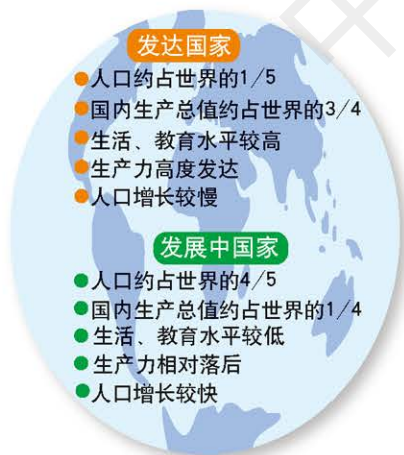 发达国家
人口约占世界的1/5
国内生产总值约占世界的3/4
生活、教育水平较高
生产力高度发达
人口增长较慢
发展中国家
人口约占世界的4/5
国内生产总值约占世界的1/4
生活、教育水平较低
生产力相对落后
人口增长较快